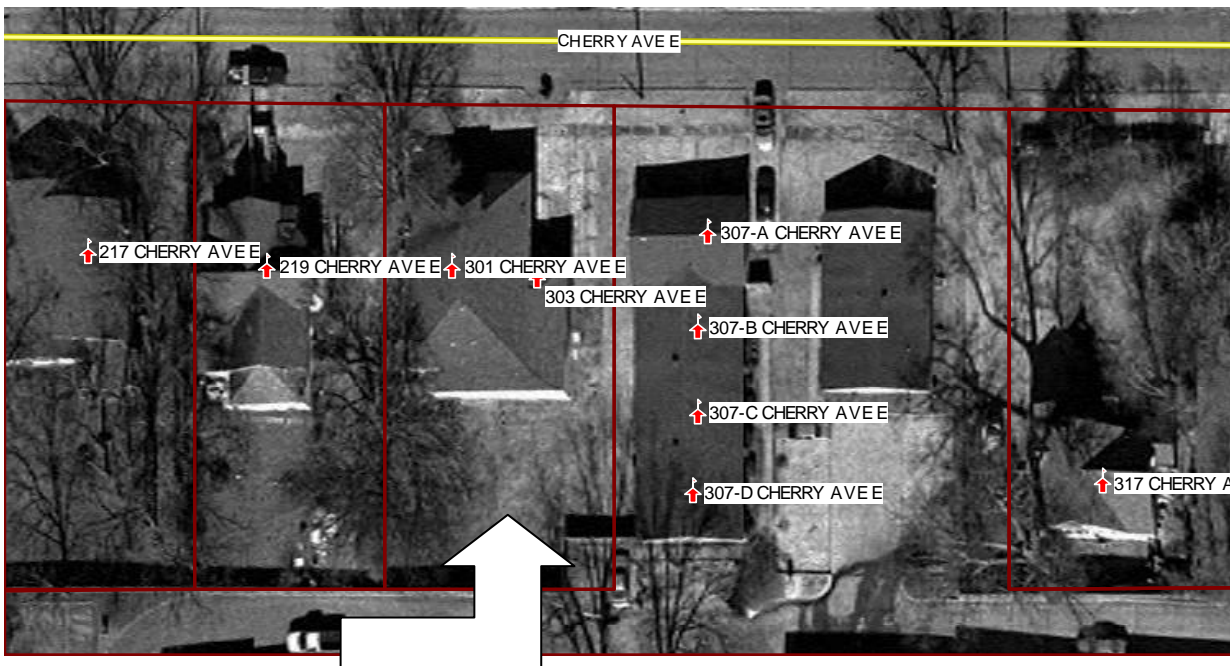 CHERRY AVE E
307-A CHERRY AVE E
217 CHERRY AVE E
219 CHERRY AVE E
301 CHERRY AVE E
303 CHERRY AVE E
307-B CHERRY AVE E
307-C CHERRY AVE E
307-D CHERRY AVE E
317 CHERRY A